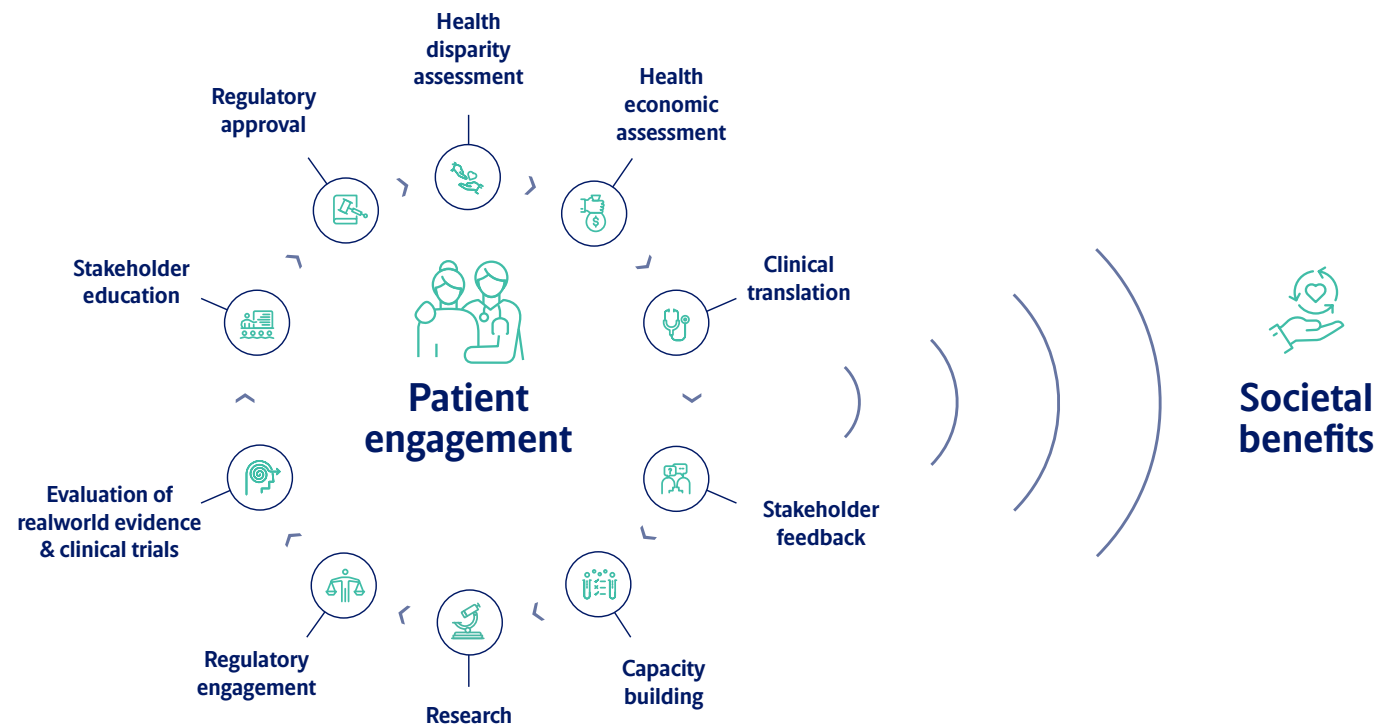 Health
disparity
assessment
Health
economic
assessment
Clinical
translation
Stakeholder
feedback
Capacity
building
Research
Regulatory
engagement
Evaluation of
realworld evidence
& clinical trials
Stakeholder
education
Regulatory
approval
Patient
engagement
Societal
benefits
$